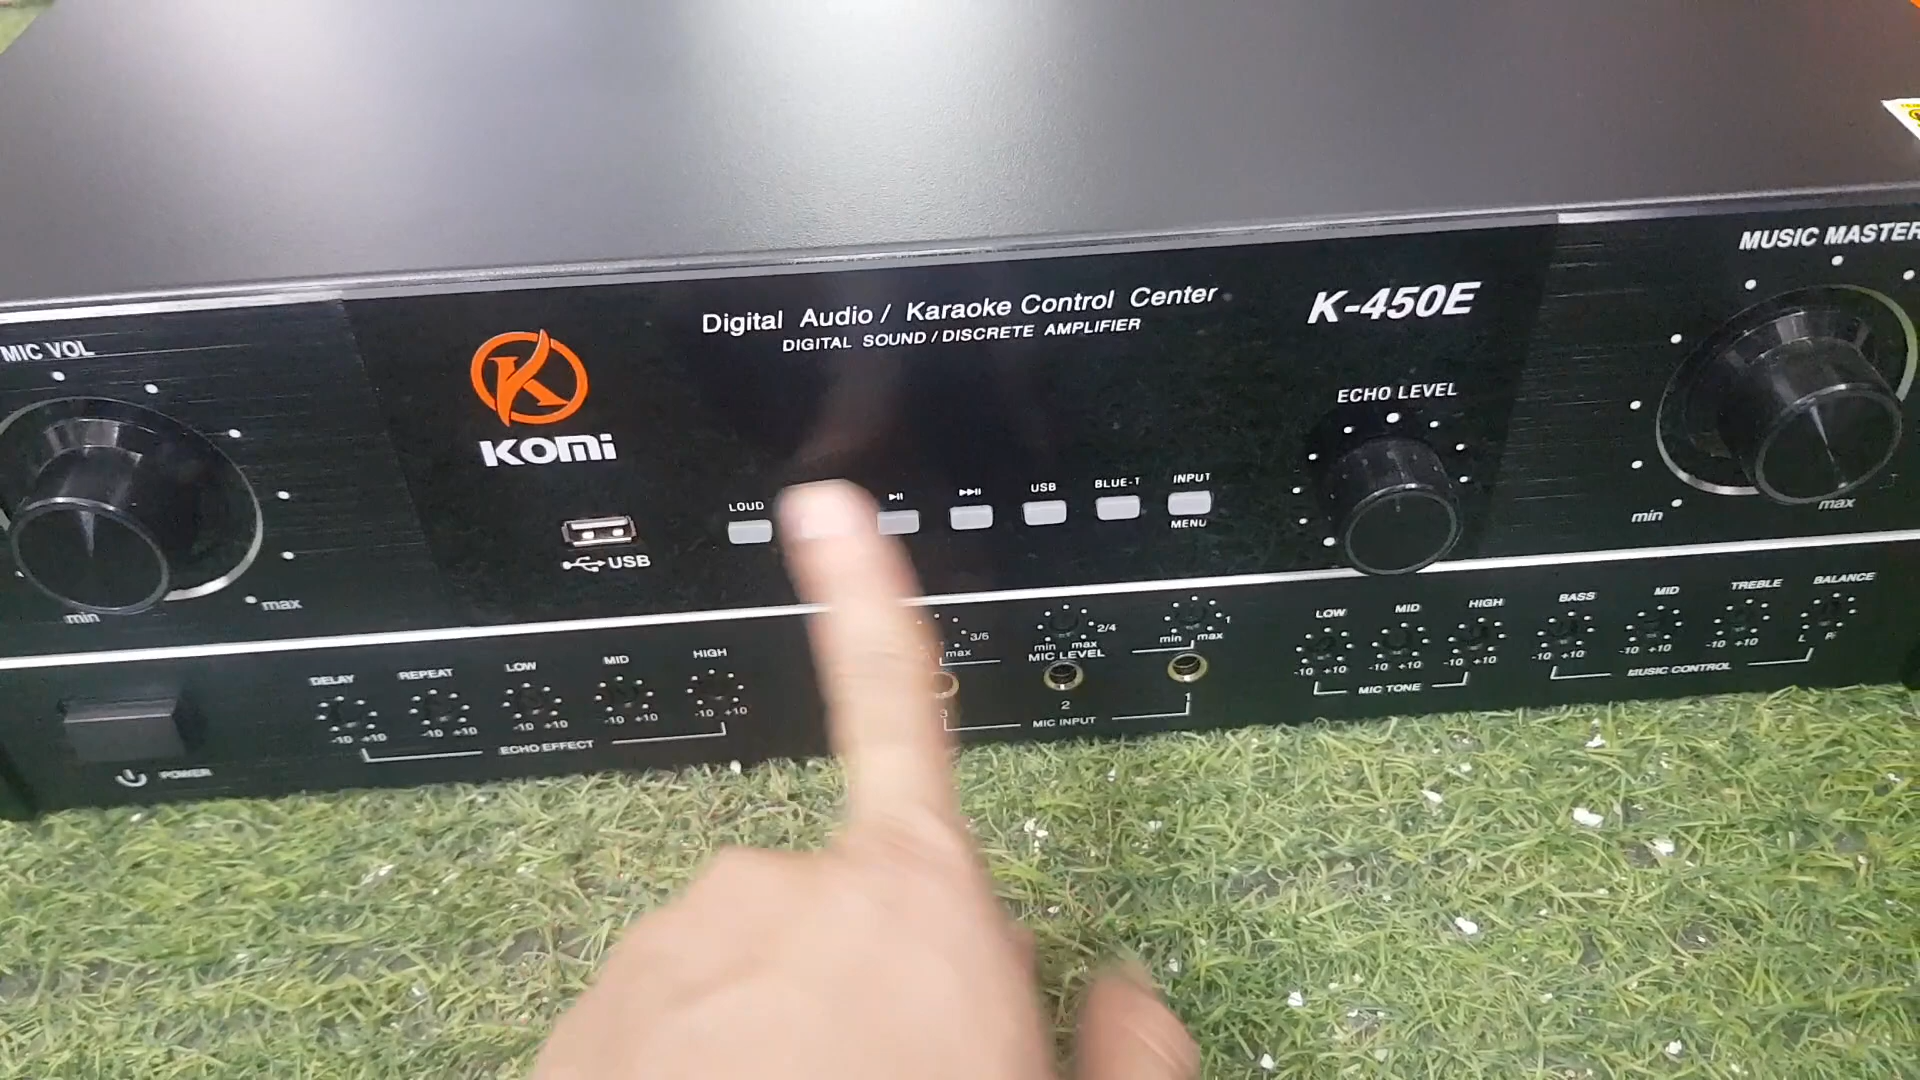 Digital Audio / Karaoke Control Center
DIGITAL SOUND / DISCRETE AMPLIFIER
K-450E
MUSIC MASTER
MIC VOL
KOMi
ECHO LEVEL
LOUD
USB
BLUE-T
INPUT
MENU
USB
min
max
min
max
DELAY
REPEAT
LOW
MID
HIGH
-10 +10
-10 +10
-10 +10
-10 +10
-10 +10
ECHO EFFECT
POWER
3/5
max
min max
2/4
min max
1
MIC LEVEL
3
2
1
MIC INPUT
LOW
MID
HIGH
-10 +10
-10 +10
-10 +10
MIC TONE
BASS
MID
TREBLE
BALANCE
-10 +10
-10 +10
-10 +10
L R
MUSIC CONTROL